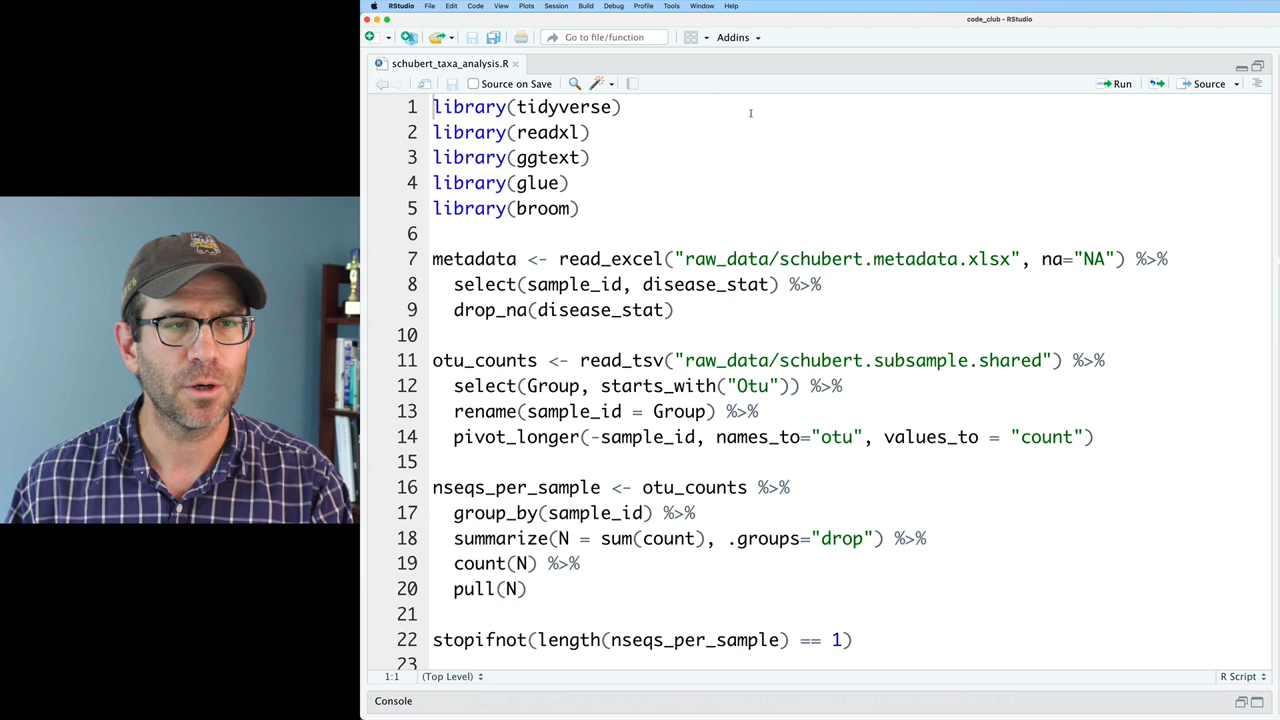 RStudio File Edit Code View Plots Session Build Debug Profile Tools Window Help
code_club - RStudio
Go to file/function Addins
schubert_taxa_analysis.R
Source on Save Run Source
1 library(tidyverse)
2 library(readxl)
3 library(ggtext)
4 library(glue)
5 library(broom)
6
7 metadata <- read_excel("raw_data/schubert.metadata.xlsx", na="NA") %>%
8 select(sample_id, disease_stat) %>%
9 drop_na(disease_stat)
10
11 otu_counts <- read_tsv("raw_data/schubert.subsample.shared") %>%
12 select(Group, starts_with("Otu")) %>%
13 rename(sample_id = Group) %>%
14 pivot_longer(-sample_id, names_to="otu", values_to = "count")
15
16 nseqs_per_sample <- otu_counts %>%
17 group_by(sample_id) %>%
18 summarize(N = sum(count), .groups="drop") %>%
19 count(N) %>%
20 pull(N)
21
22 stopifnot(length(nseqs_per_sample) == 1)
23
1:1 (Top Level) R Script
Console